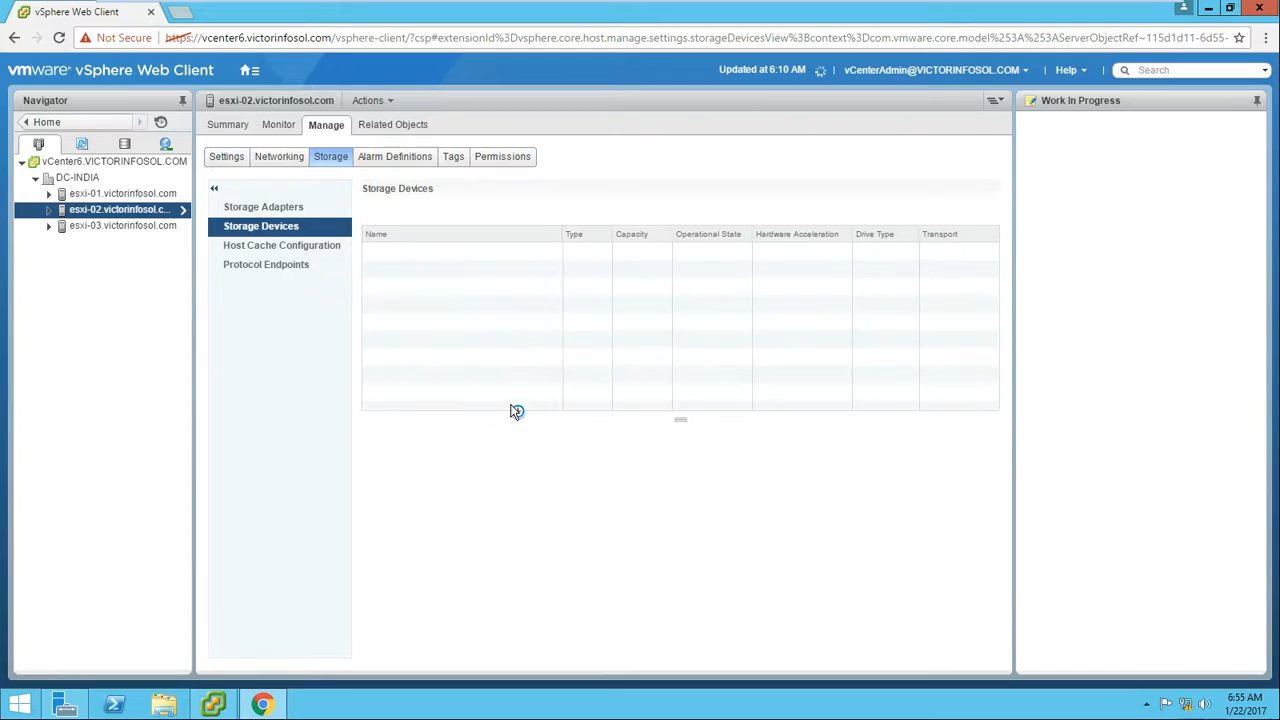 vSphere Web Client
Not Secure
https://vcenter6.victorinfosol.com/vsphere-client/?csp#extensionId%3Dvsphere.core.host.manage.settings.storageDevicesView%3Bcontext%3Dcom.vmware.core.model%253A%253AServerObjectRef~115d1d11-6d55-
vmware® vSphere Web Client
Updated at 6:10 AM
vCenterAdmin@VICTORINFOSOL.COM
Help
Search
Navigator
Home
vCenter6.VICTORINFOSOL.COM
DC-INDIA
esxi-01.victorinfosol.com
esxi-02.victorinfosol.c...
esxi-03.victorinfosol.com
esxi-02.victorinfosol.com
Actions
Summary
Monitor
Manage
Related Objects
Settings
Networking
Storage
Alarm Definitions
Tags
Permissions
Storage Adapters
Storage Devices
Host Cache Configuration
Protocol Endpoints
Storage Devices
Name
Type
Capacity
Operational State
Hardware Acceleration
Drive Type
Transport
Work In Progress
6:55 AM
1/22/2017